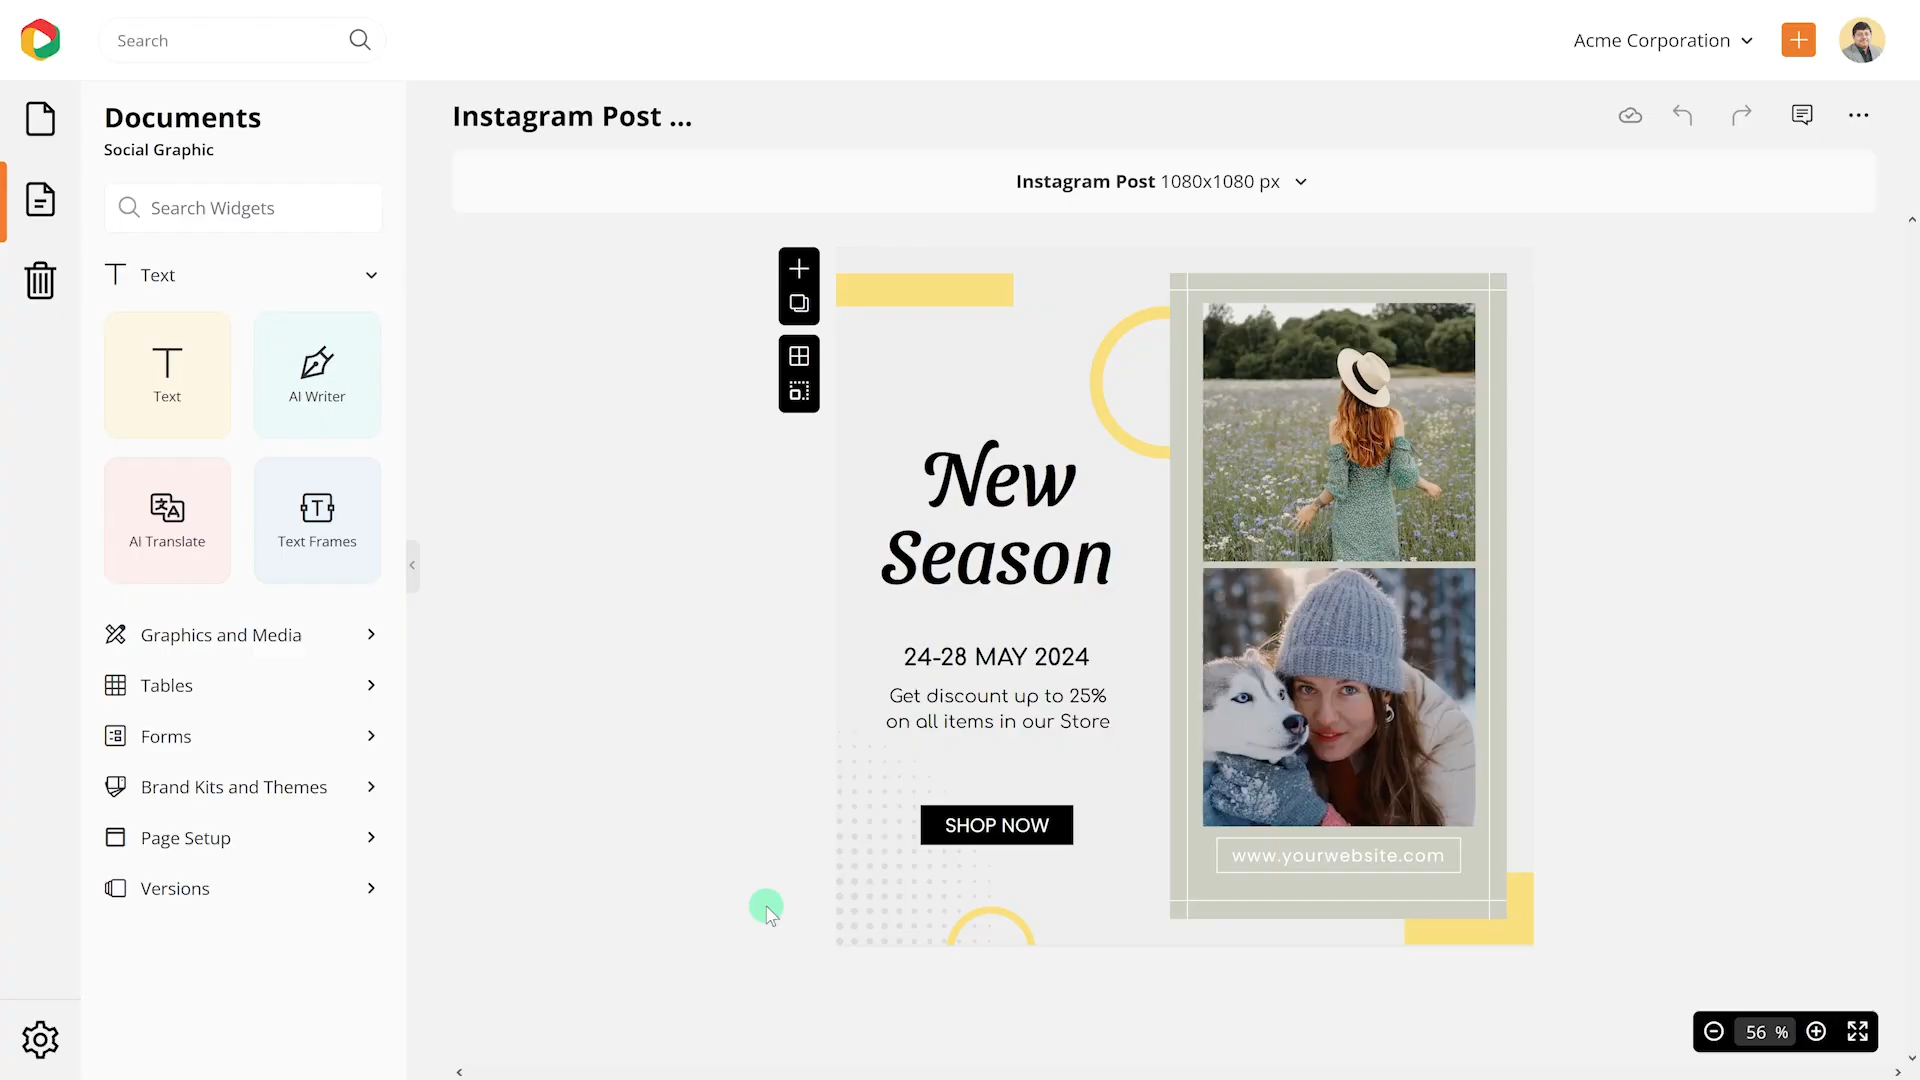 Search
Acme Corporation
Documents
Social Graphic
Search Widgets
Text
Text
AI Writer
AI Translate
Text Frames
Graphics and Media
Tables
Forms
Brand Kits and Themes
Page Setup
Versions
Instagram Post ...
Instagram Post 1080x1080 px
New
Season
24-28 MAY 2024
Get discount up to 25%
on all items in our Store
SHOP NOW
www.yourwebsite.com
56 %